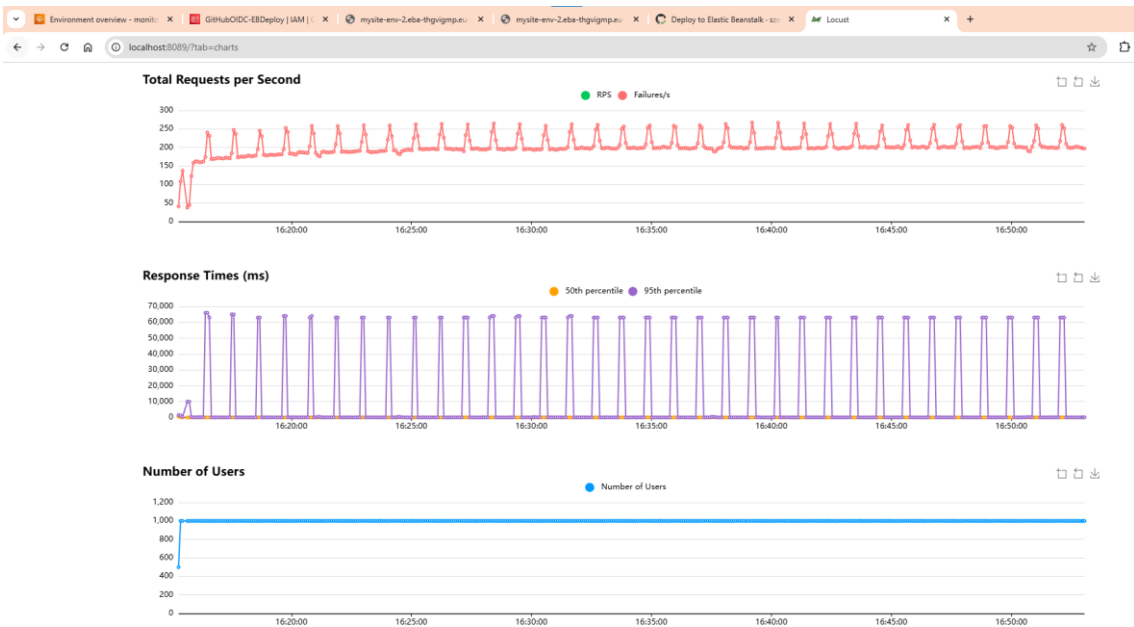 Environment overview - monito
GitHubOIDC-EBDeploy | IAM |
mysite-env-2.eba-thgvigmp.eu
mysite-env-2.eba-thgvigmp.eu
Deploy to Elastic Beanstalk - sze
Locust
localhost:8089/?tab=charts
Total Requests per Second
RPS Failures/s
300
250
200
150
100
50
0
16:20:00 16:25:00 16:30:00 16:35:00 16:40:00 16:45:00 16:50:00
Response Times (ms)
50th percentile 95th percentile
70,000
60,000
50,000
40,000
30,000
20,000
10,000
0
16:20:00 16:25:00 16:30:00 16:35:00 16:40:00 16:45:00 16:50:00
Number of Users
Number of Users
1,200
1,000
800
600
400
200
0
16:20:00 16:25:00 16:30:00 16:35:00 16:40:00 16:45:00 16:50:00